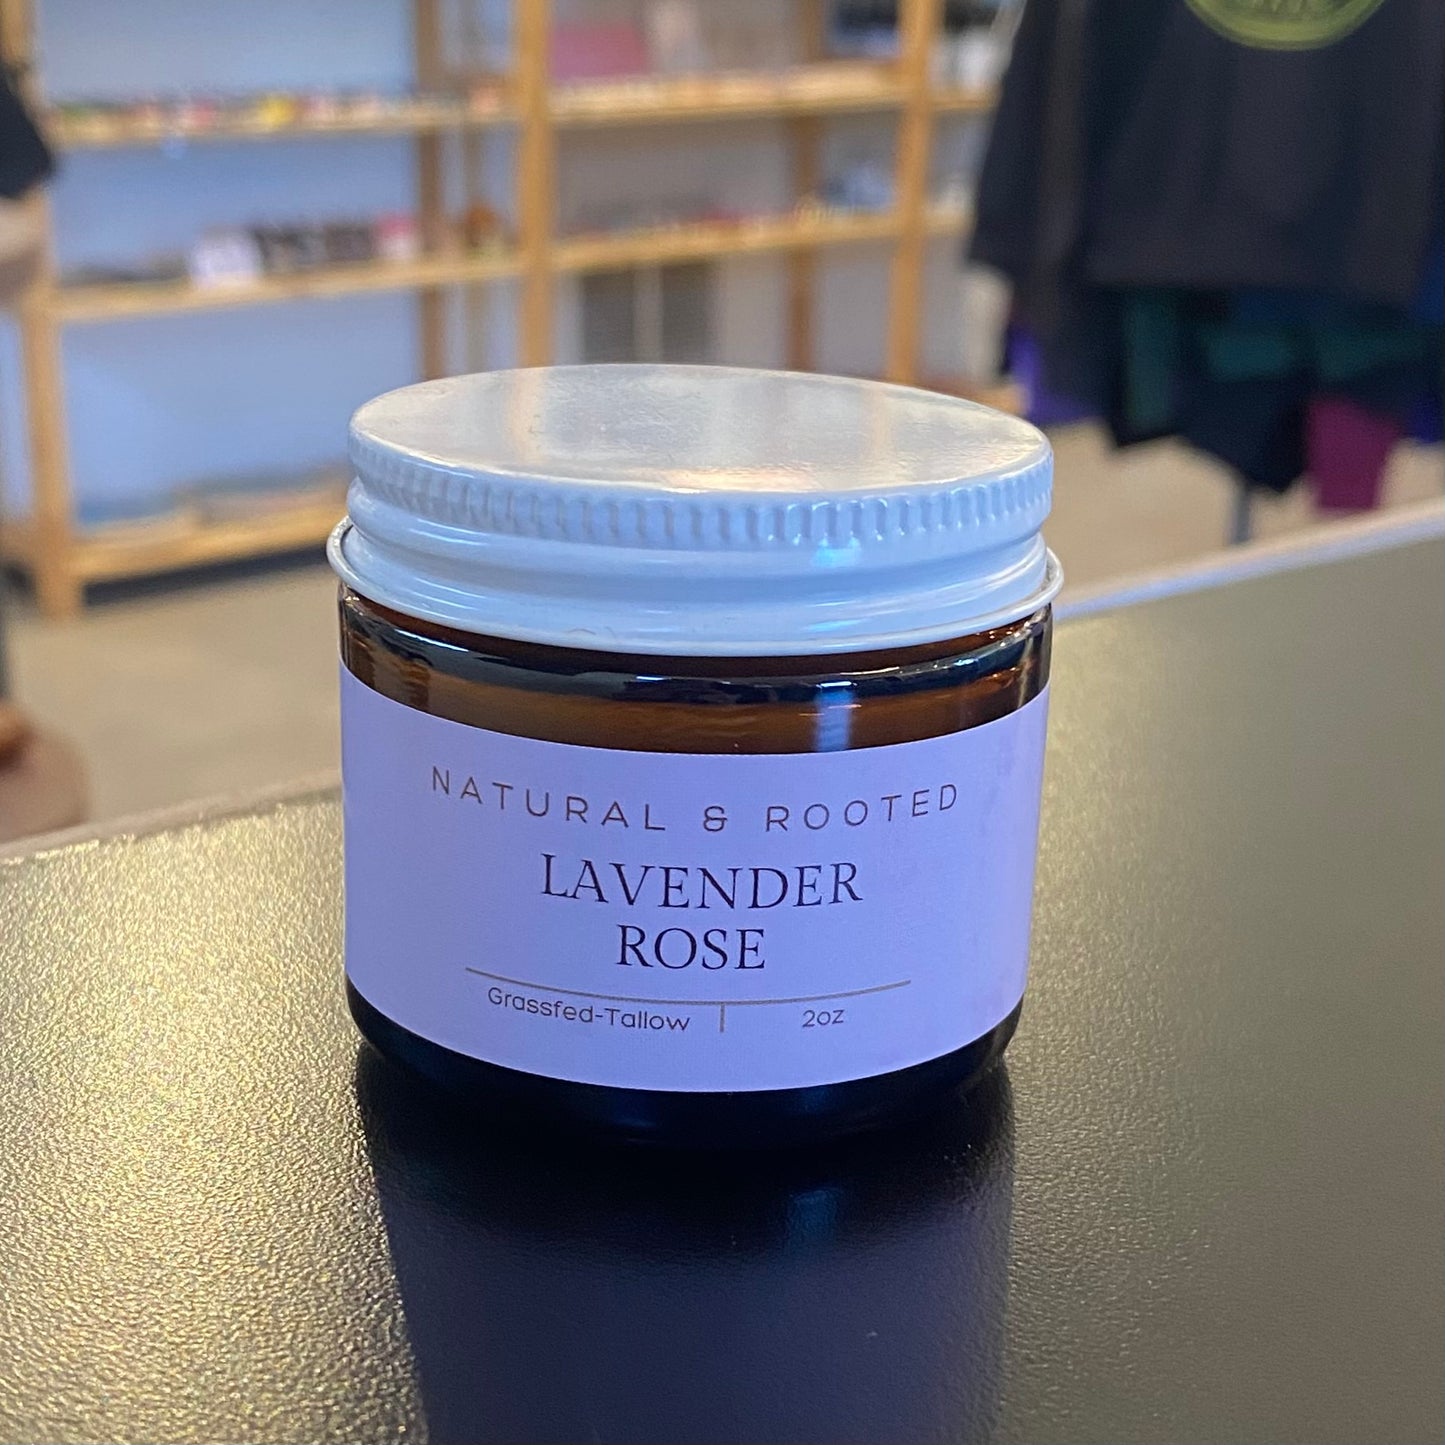 NATURAL & ROOTED
LAVENDER
ROSE
Grassfed-Tallow | 2oz